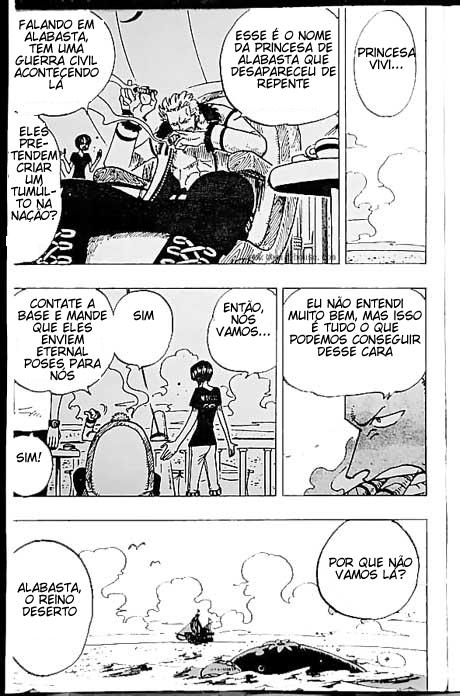 PRINCESA
VIVI...
ESSE É O NOME
DA PRINCESA DE
ALABASTA QUE
DESAPARECEU DE
REPENTE
FALANDO EM
ALABASTA,
TEM UMA
GUERRA CIVIL
ACONTECENDO
LÁ
ELES
PRE-
TENDEM
CRIAR
UM
TUMUL-
TO NA
NAÇÃO?
EU NÃO ENTENDI
MUITO BEM, MAS ISSO
É TUDO O QUE
PODEMOS CONSEGUIR
DESSE CARA
ENTÃO,
NÓS
VAMOS...
SIM
CONTATE A
BASE E MANDE
QUE ELES
ENVIEM
ETERNAL
POSES PARA
NÓS
SIM!
POR QUE NÃO
VAMOS LÁ?
ALABASTA,
O REINO
DESERTO